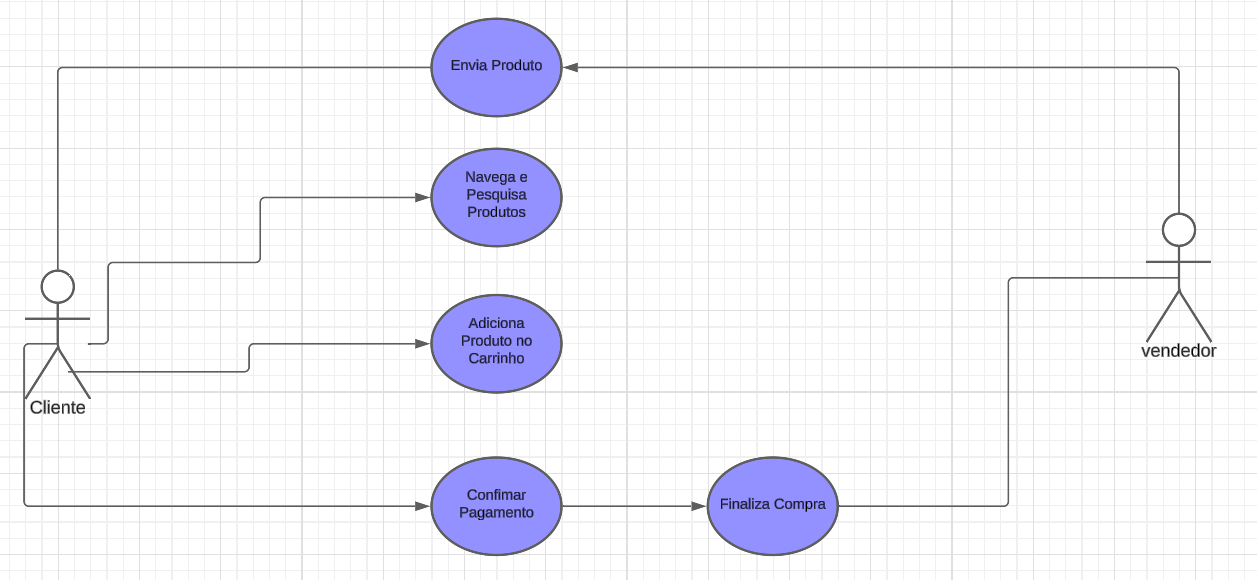 Envia Produto
Navega e
Pesquisa
Produtos
Adiciona
Produto no
Carrinho
vendedor
Cliente
Confimar
Pagamento
Finaliza Compra